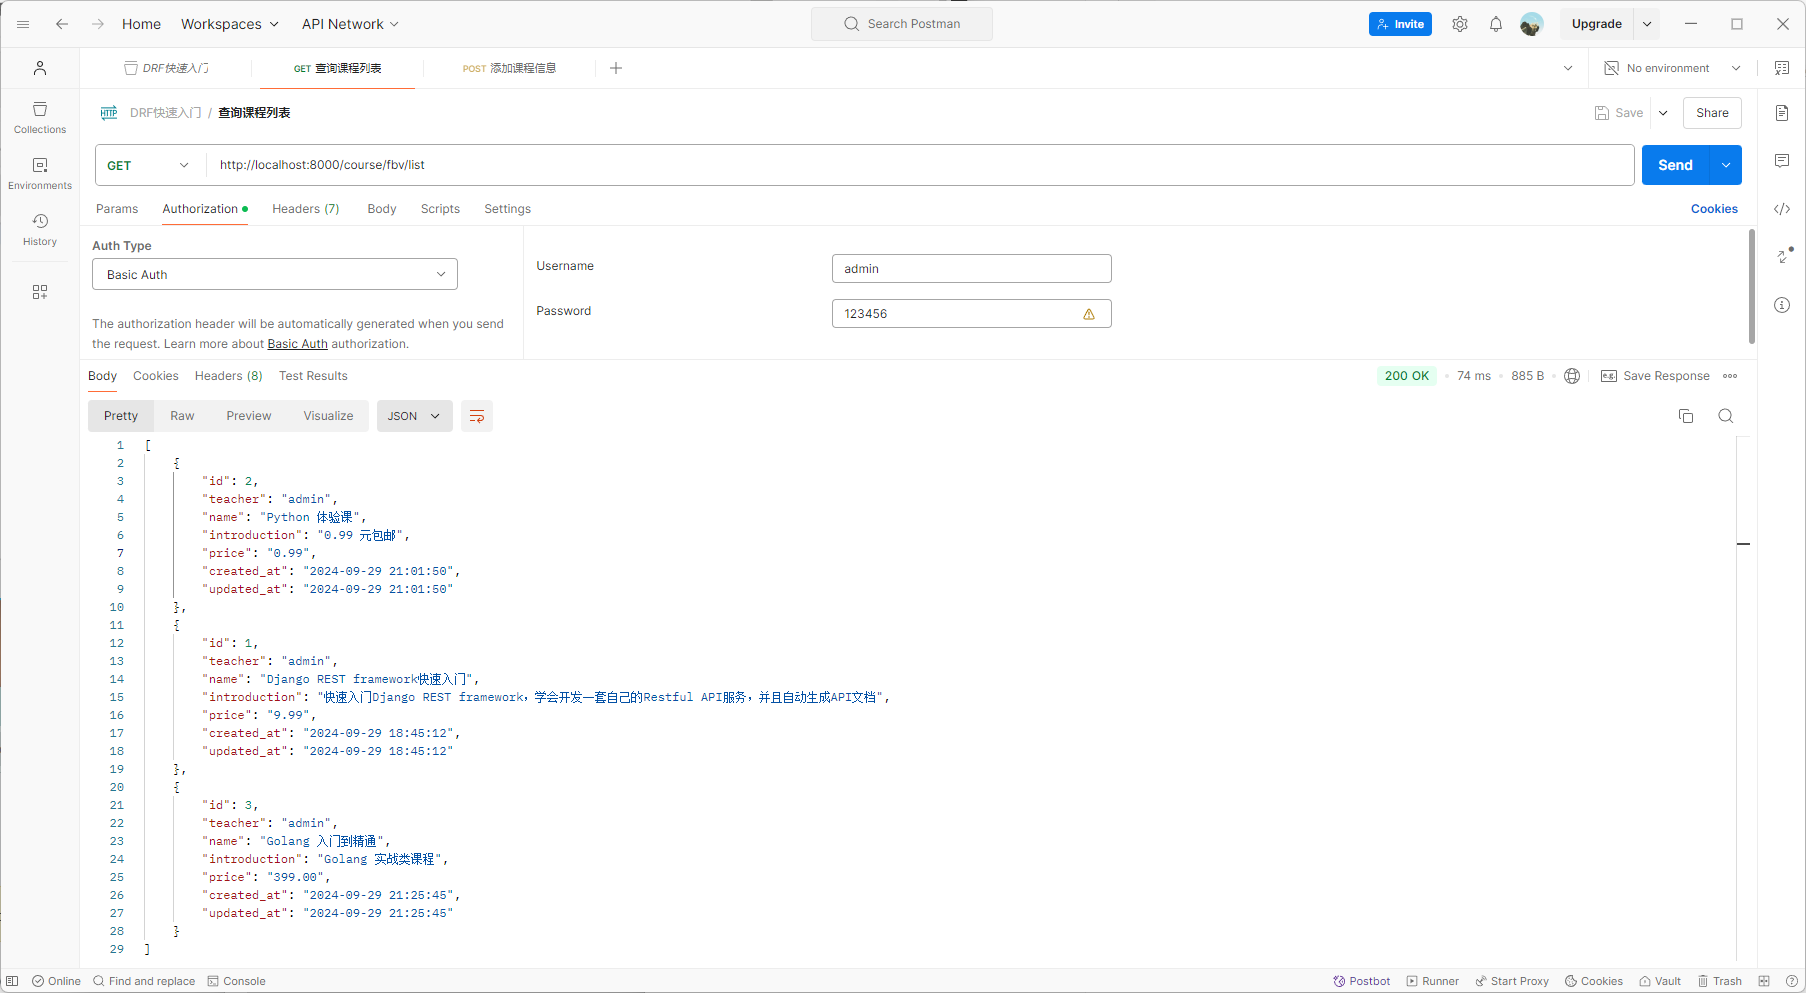 Home Workspaces API Network Search Postman Invite Upgrade
DRF快速入门 GET 查询课程列表 POST 添加课程信息 No environment
HTTP DRF快速入门 / 查询课程列表 Save Share
Collections
GET http://localhost:8000/course/fbv/list Send
Environments
Params Authorization Headers (7) Body Scripts Settings Cookies
History
Auth Type
Basic Auth
Username admin
Password 123456
The authorization header will be automatically generated when you send
the request. Learn more about Basic Auth authorization.
Body Cookies Headers (8) Test Results 200 OK 74 ms 885 B e.g. Save Response
Pretty Raw Preview Visualize JSON
1 [
2 {
3 "id": 2,
4 "teacher": "admin",
5 "name": "Python 体验课",
6 "introduction": "0.99 元包邮",
7 "price": "0.99",
8 "created_at": "2024-09-29 21:01:50",
9 "updated_at": "2024-09-29 21:01:50"
10 },
11 {
12 "id": 1,
13 "teacher": "admin",
14 "name": "Django REST framework快速入门",
15 "introduction": "快速入门Django REST framework，学会开发一套自己的Restful API服务，并且自动生成API文档",
16 "price": "9.99",
17 "created_at": "2024-09-29 18:45:12",
18 "updated_at": "2024-09-29 18:45:12"
19 },
20 {
21 "id": 3,
22 "teacher": "admin",
23 "name": "Golang 入门到精通",
24 "introduction": "Golang 实战类课程",
25 "price": "399.00",
26 "created_at": "2024-09-29 21:25:45",
27 "updated_at": "2024-09-29 21:25:45"
28 }
29 ]
Online Find and replace Console Postbot Runner Start Proxy Cookies Vault Trash